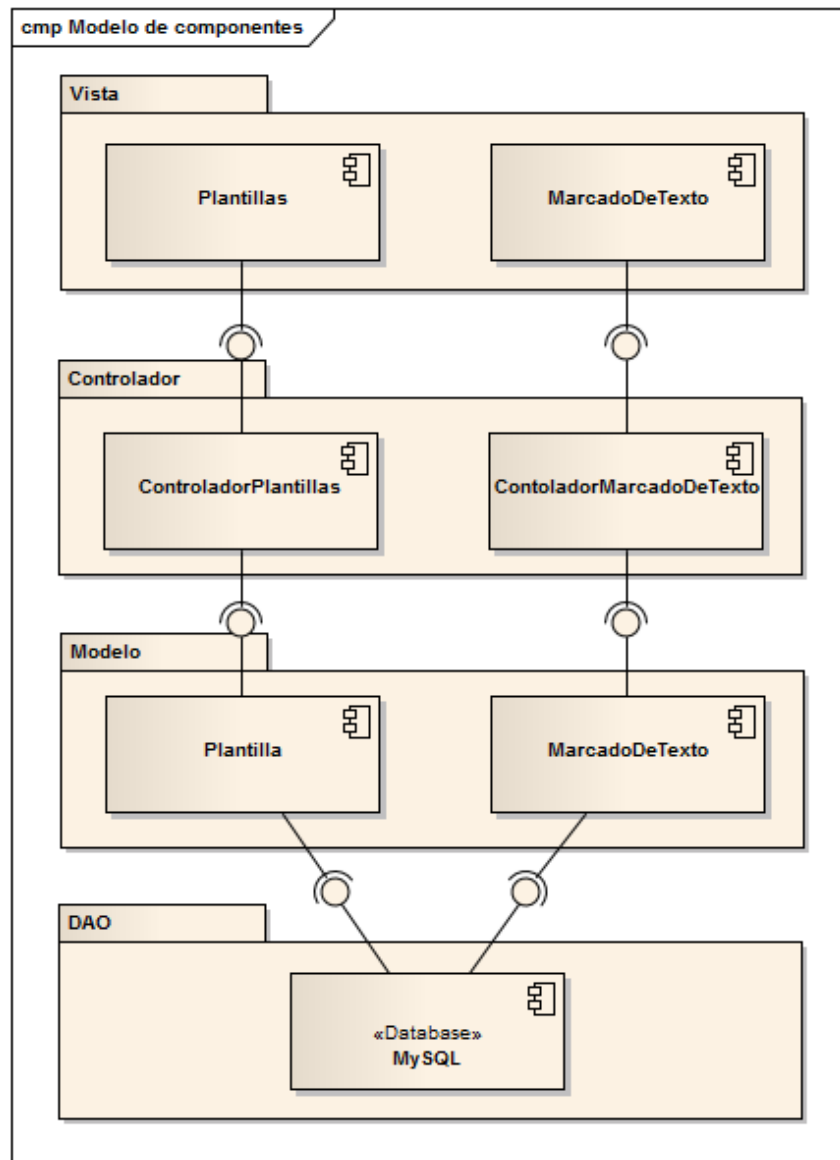 cmp Modelo de componentes
Vista
Plantillas
MarcadoDeTexto
Controlador
ControladorPlantillas
ContoladorMarcadoDeTexto
Modelo
Plantilla
MarcadoDeTexto
DAO
«Database»
MySQL